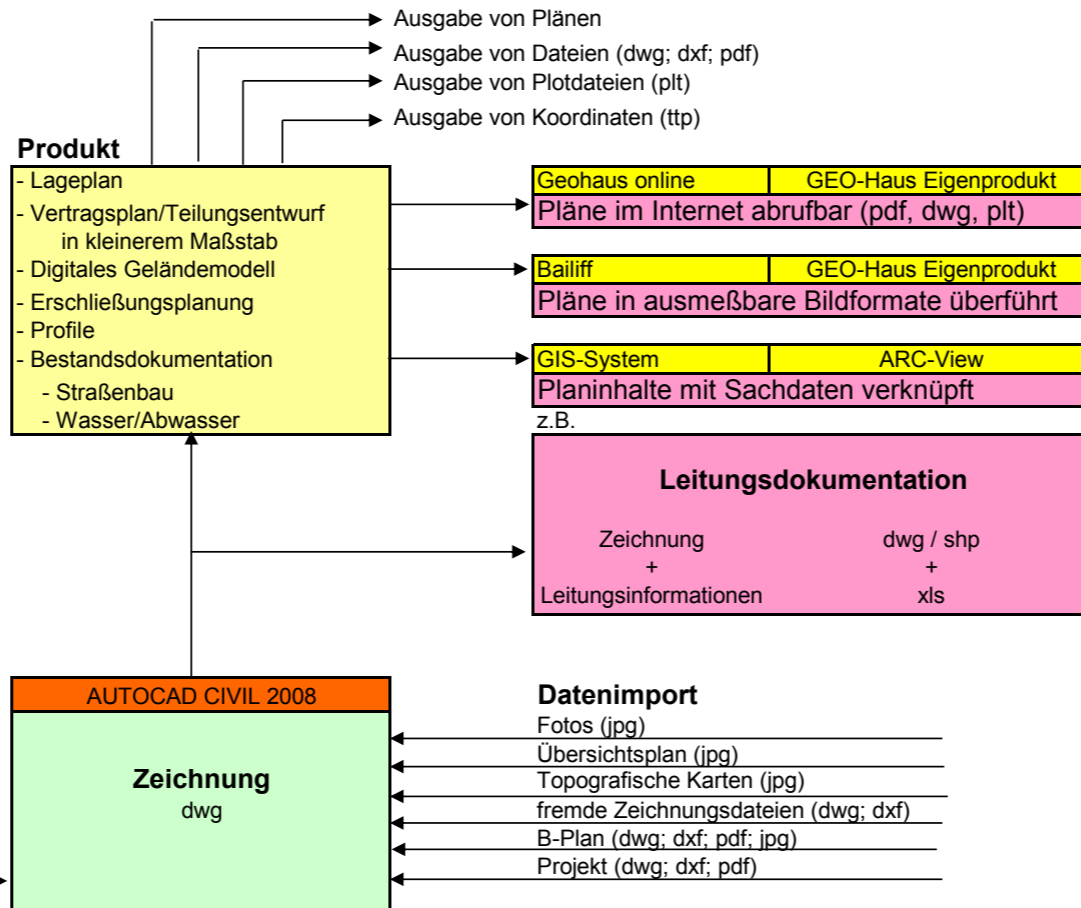 Ausgabe von Plänen
Ausgabe von Dateien (dwg; dxf; pdf)
Ausgabe von Plotdateien (plt)
Ausgabe von Koordinaten (ttp)
Produkt
- Lageplan
- Vertragsplan/Teilungsentwurf
in kleinerem Maßstab
- Digitales Geländemodell
- Erschließungsplanung
- Profile
- Bestandsdokumentation
- Straßenbau
- Wasser/Abwasser
Geohaus online GEO-Haus Eigenprodukt
Pläne im Internet abrufbar (pdf, dwg, plt)
Bailiff GEO-Haus Eigenprodukt
Pläne in ausmeßbare Bildformate überführt
GIS-System ARC-View
Planinhalte mit Sachdaten verknüpft
z.B.
Leitungsdokumentation
Zeichnung dwg / shp
+ +
Leitungsinformationen xls
AUTOCAD CIVIL 2008
Zeichnung
dwg
Datenimport
Fotos (jpg)
Übersichtsplan (jpg)
Topografische Karten (jpg)
fremde Zeichnungsdateien (dwg; dxf)
B-Plan (dwg; dxf; pdf; jpg)
Projekt (dwg; dxf; pdf)